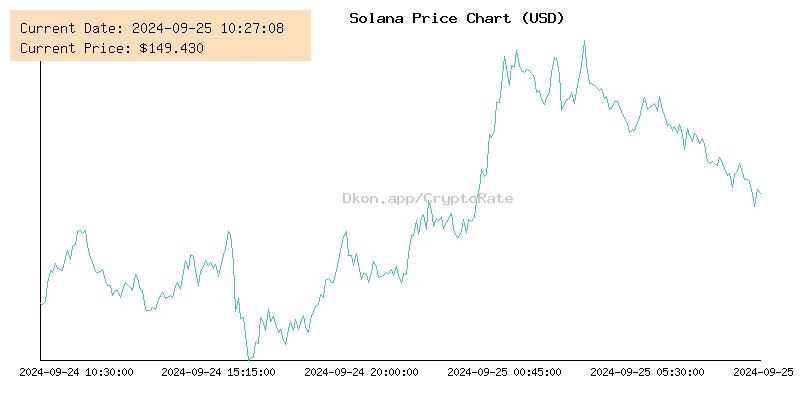 Solana Price Chart (USD)
Current Date: 2024-09-25 10:27:08
Current Price: $149.430
Dkon.app/CryptoRate
2024-09-24 10:30:00 2024-09-24 15:15:00 2024-09-24 20:00:00 2024-09-25 00:45:00 2024-09-25 05:30:00 2024-09-25